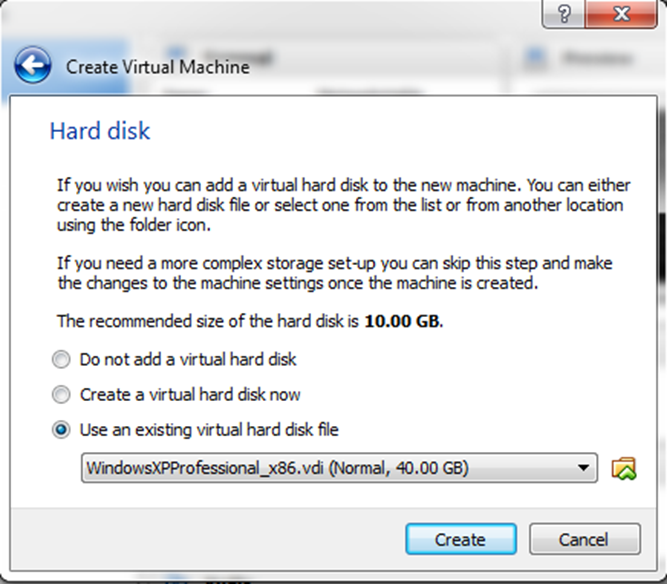 Create Virtual Machine
Hard disk
If you wish you can add a virtual hard disk to the new machine. You can either
create a new hard disk file or select one from the list or from another location
using the folder icon.
If you need a more complex storage set-up you can skip this step and make
the changes to the machine settings once the machine is created.
The recommended size of the hard disk is 10.00 GB.
Do not add a virtual hard disk
Create a virtual hard disk now
Use an existing virtual hard disk file
WindowsXPProfessional_x86.vdi (Normal, 40.00 GB)
Create
Cancel